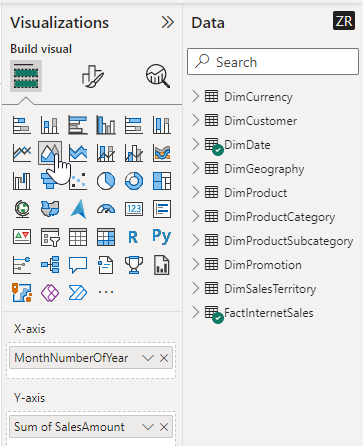 Visualizations
Build visual
R
Py
123
X-axis
MonthNumberOfYear
Y-axis
Sum of SalesAmount
Data
ZR
Search
DimCurrency
DimCustomer
DimDate
DimGeography
DimProduct
DimProductCategory
DimProductSubcategory
DimPromotion
DimSalesTerritory
FactInternetSales